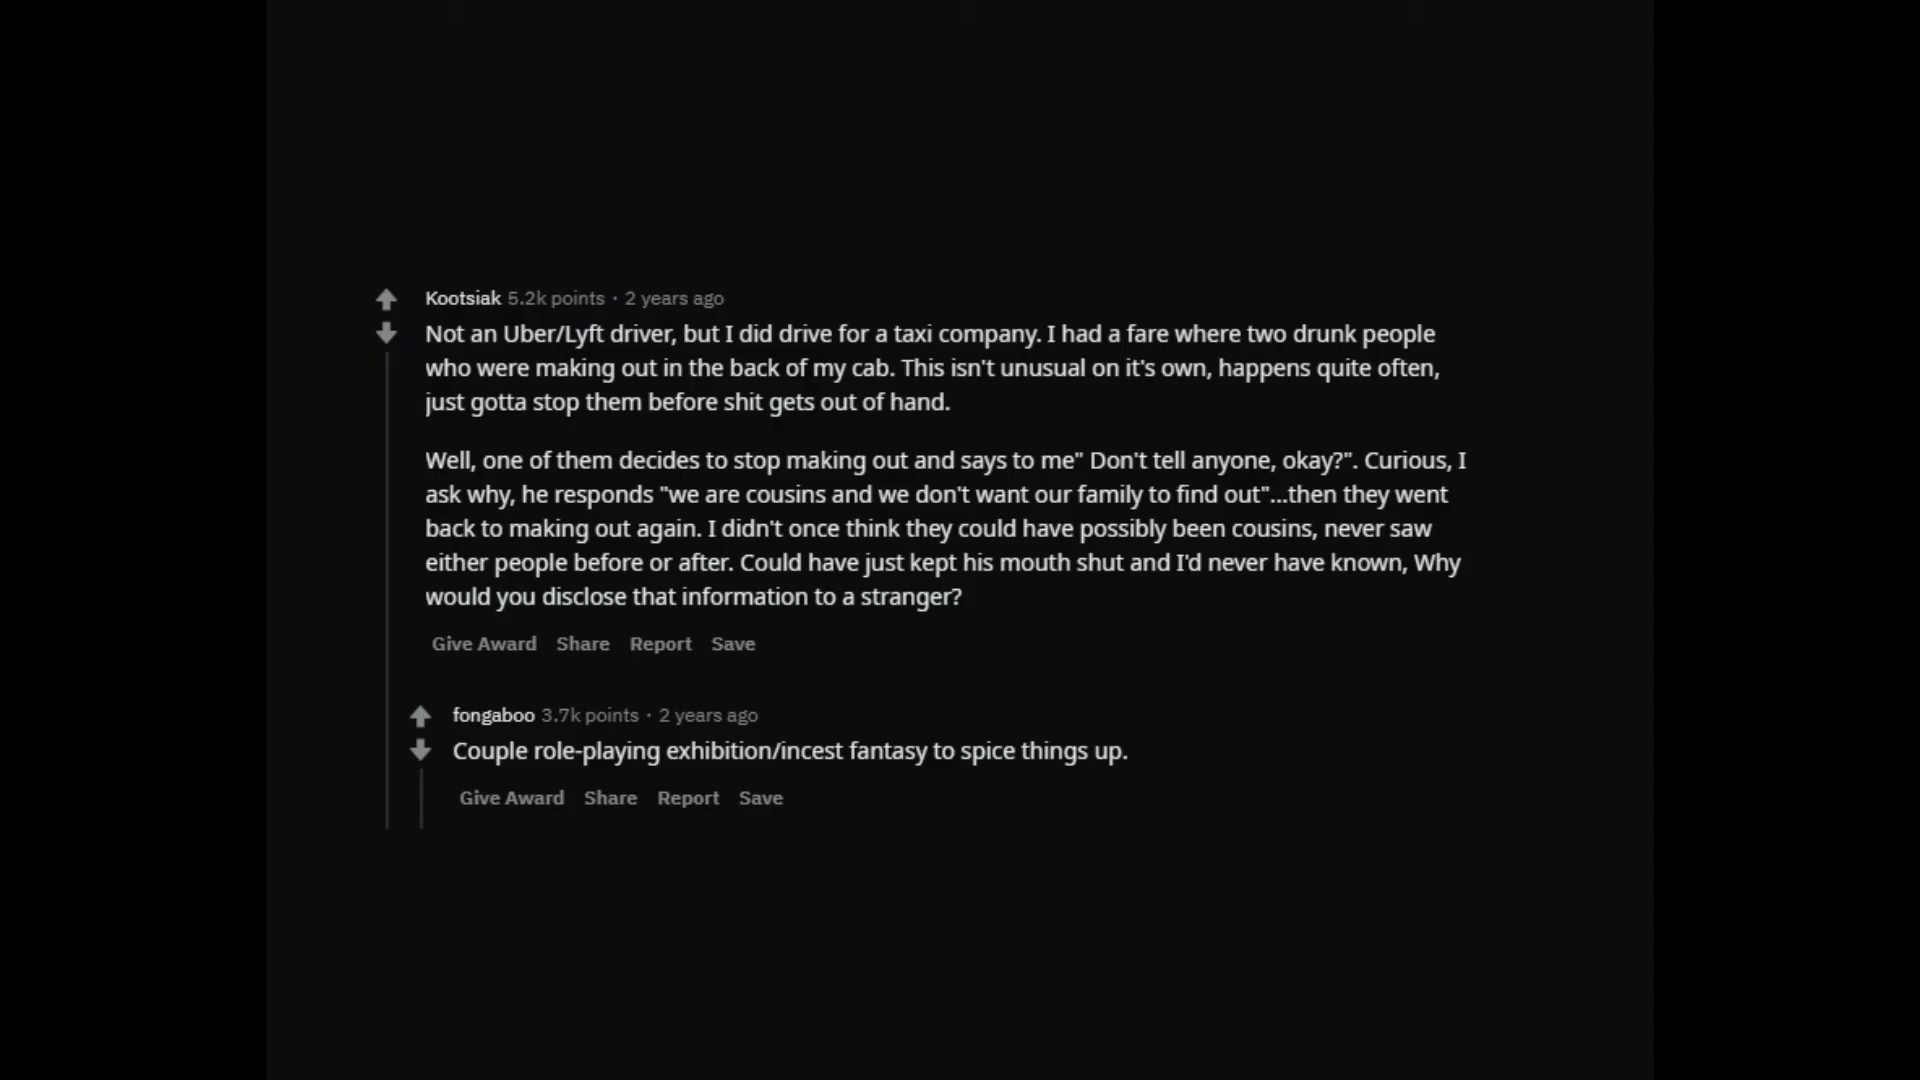 Kootsiak 5.2k points · 2 years ago
Not an Uber/Lyft driver, but I did drive for a taxi company. I had a fare where two drunk people
who were making out in the back of my cab. This isn't unusual on it's own, happens quite often,
just gotta stop them before shit gets out of hand.
Well, one of them decides to stop making out and says to me" Don't tell anyone, okay?". Curious, I
ask why, he responds "we are cousins and we don't want our family to find out"...then they went
back to making out again. I didn't once think they could have possibly been cousins, never saw
either people before or after. Could have just kept his mouth shut and I'd never have known, Why
would you disclose that information to a stranger?
Give Award Share Report Save
fongaboo 3.7k points · 2 years ago
Couple role-playing exhibition/incest fantasy to spice things up.
Give Award Share Report Save